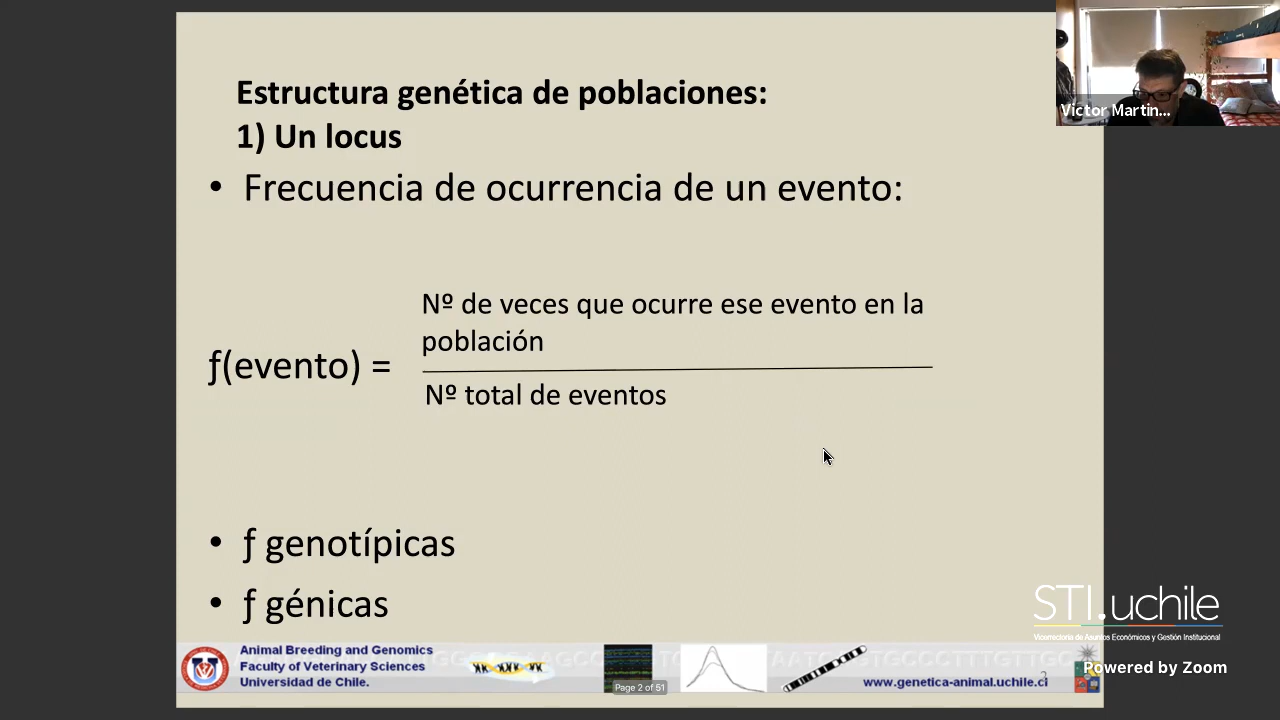 Estructura genética de poblaciones:
1) Un locus
• Frecuencia de ocurrencia de un evento:
Nº de veces que ocurre ese evento en la
población
ƒ(evento) =
Nº total de eventos
• ƒ genotípicas
• ƒ génicas
Animal Breeding and Genomics
Faculty of Veterinary Sciences
Universidad de Chile.
Page 2 of 51
www.genetica-animal.uchile.cl
2
Victor Martin...
STI.uchile
Vicerrectoría de Asuntos Económicos y Gestión Institucional
Powered by Zoom